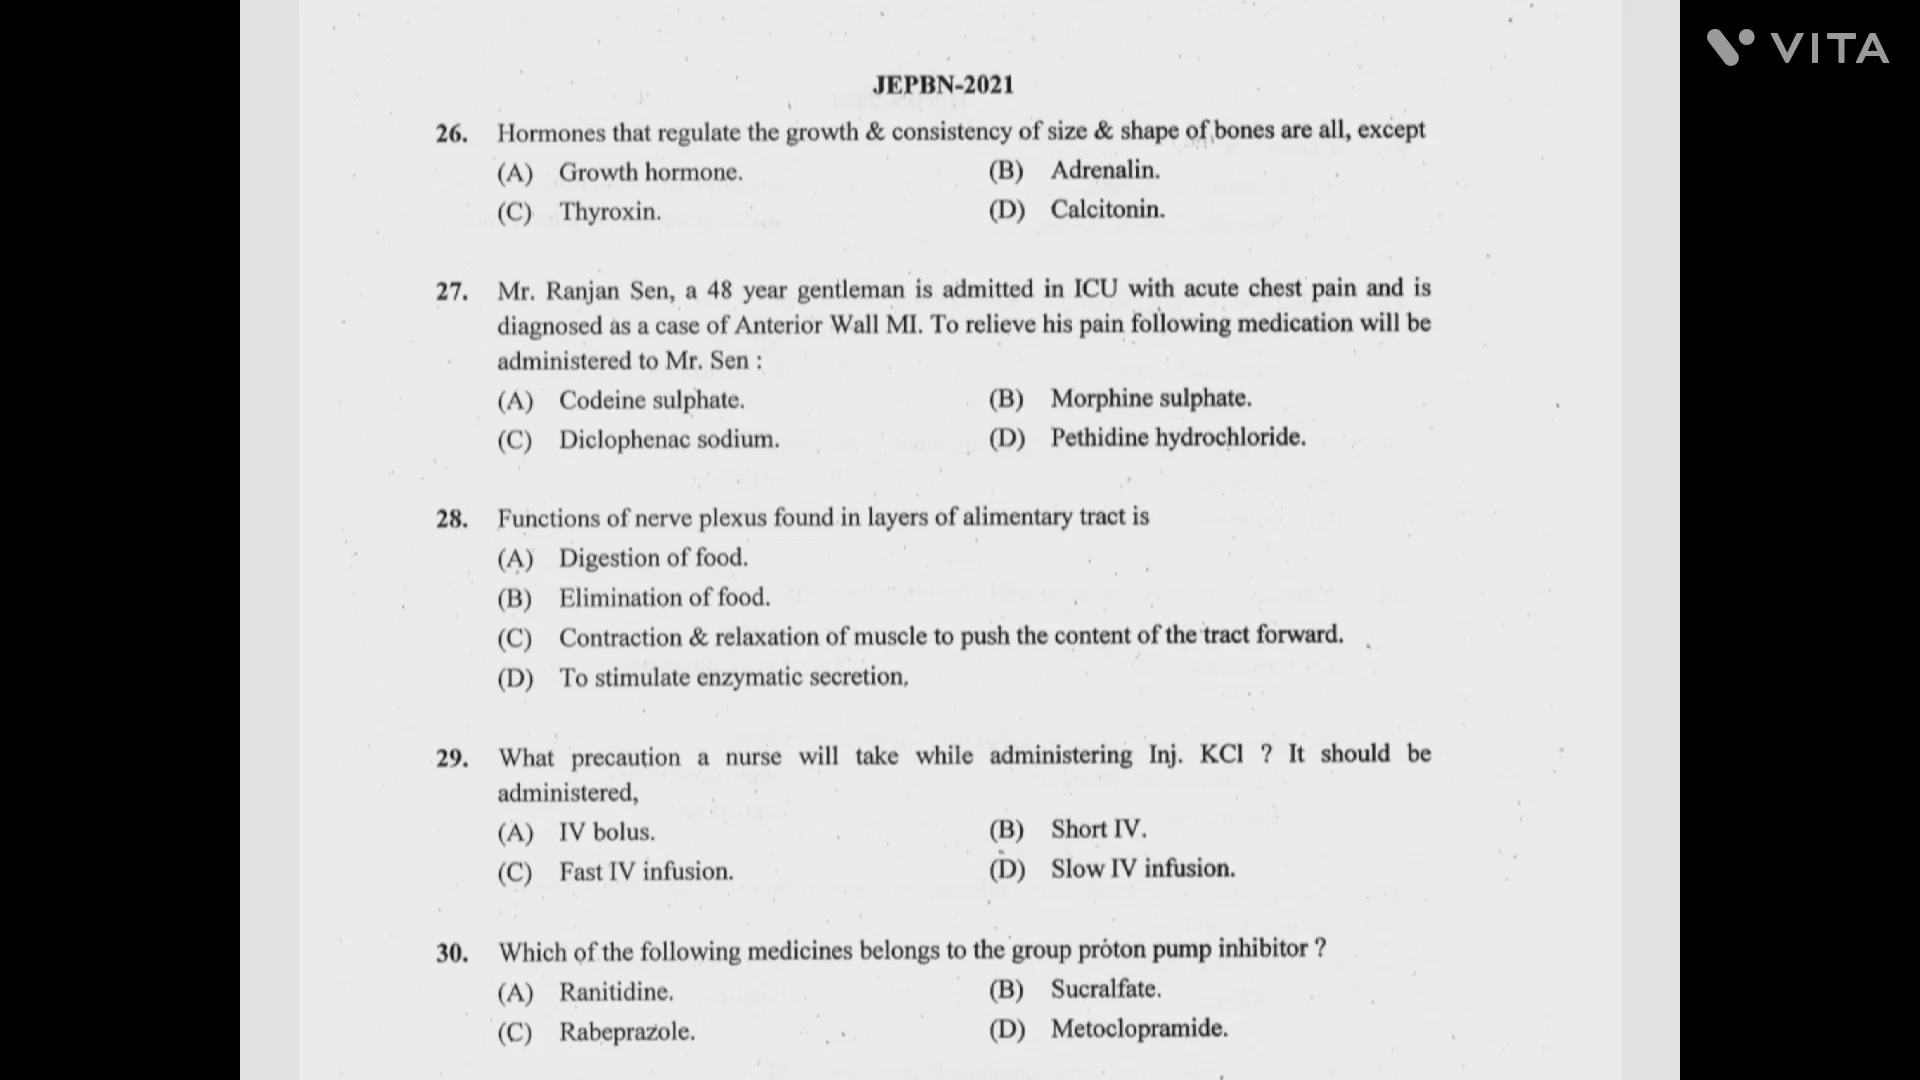 VITA
JEPBN-2021
26. Hormones that regulate the growth & consistency of size & shape of bones are all, except
(A) Growth hormone. (B) Adrenalin.
(C) Thyroxin. (D) Calcitonin.
27. Mr. Ranjan Sen, a 48 year gentleman is admitted in ICU with acute chest pain and is
diagnosed as a case of Anterior Wall MI. To relieve his pain following medication will be
administered to Mr. Sen :
(A) Codeine sulphate. (B) Morphine sulphate.
(C) Diclophenac sodium. (D) Pethidine hydrochloride.
28. Functions of nerve plexus found in layers of alimentary tract is
(A) Digestion of food.
(B) Elimination of food.
(C) Contraction & relaxation of muscle to push the content of the tract forward.
(D) To stimulate enzymatic secretion.
29. What precaution a nurse will take while administering Inj. KCl ? It should be
administered,
(A) IV bolus. (B) Short IV.
(C) Fast IV infusion. (D) Slow IV infusion.
30. Which of the following medicines belongs to the group proton pump inhibitor ?
(A) Ranitidine. (B) Sucralfate.
(C) Rabeprazole. (D) Metoclopramide.